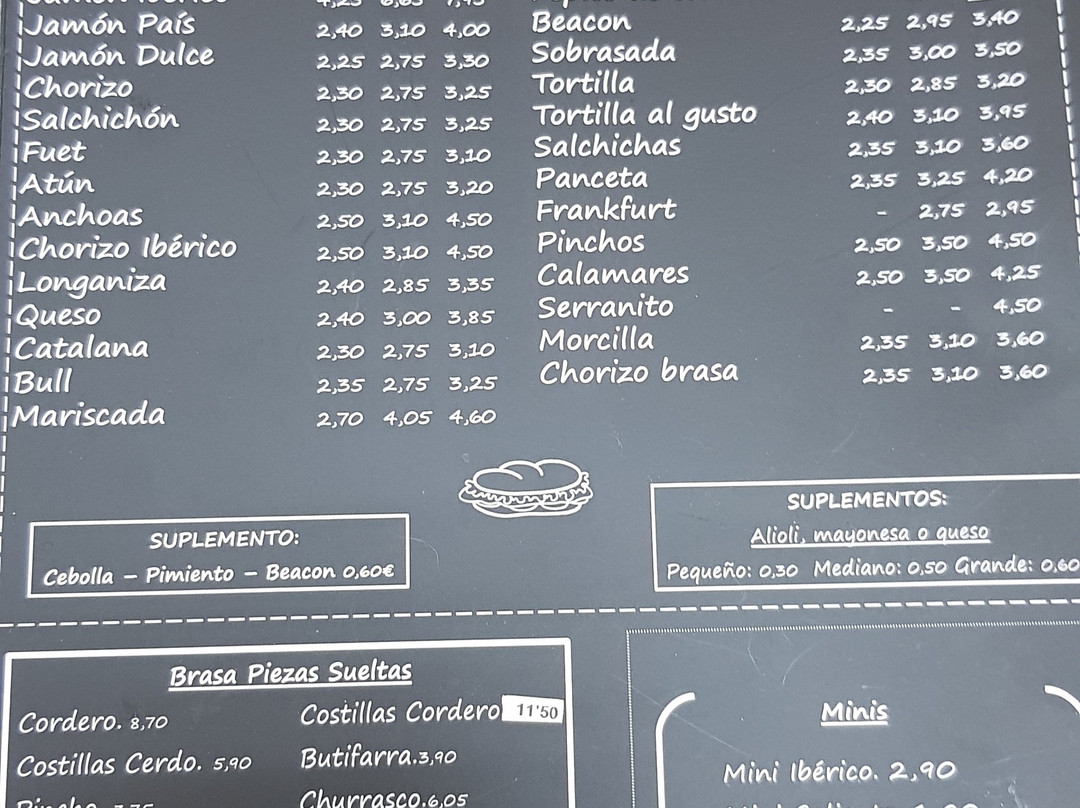 Jamón País 2,40 3,10 4,00
Jamón Dulce 2,25 2,75 3,30
Chorizo 2,30 2,75 3,25
Salchichón 2,30 2,75 3,25
Fuet 2,30 2,75 3,10
Atún 2,30 2,75 3,20
Anchoas 2,50 3,10 4,50
Chorizo Ibérico 2,50 3,10 4,50
Longaniza 2,40 2,85 3,35
Queso 2,40 3,00 3,85
Catalana 2,30 2,75 3,10
Bull 2,35 2,75 3,25
Mariscada 2,70 4,05 4,60
Beacon 2,25 2,95 3,40
Sobrasada 2,35 3,00 3,50
Tortilla 2,30 2,85 3,20
Tortilla al gusto 2,40 3,10 3,95
Salchichas 2,35 3,10 3,60
Panceta 2,35 3,25 4,20
Frankfurt - 2,75 2,95
Pinchos 2,50 3,50 4,50
Calamares 2,50 3,50 4,25
Serranito - - 4,50
Morcilla 2,35 3,10 3,60
Chorizo brasa 2,35 3,10 3,60
SUPLEMENTO:
Cebolla - Pimiento - Beacon 0,60€
SUPLEMENTOS:
Alioli, mayonesa o queso
Pequeño: 0,30 Mediano: 0,50 Grande: 0,60
Brasa Piezas Sueltas
Cordero. 8,70
Costillas Cerdo. 5,90
Costillas Cordero 11'50
Butifarra.3,90
Churrasco.6,05
Minis
Mini Ibérico. 2,90